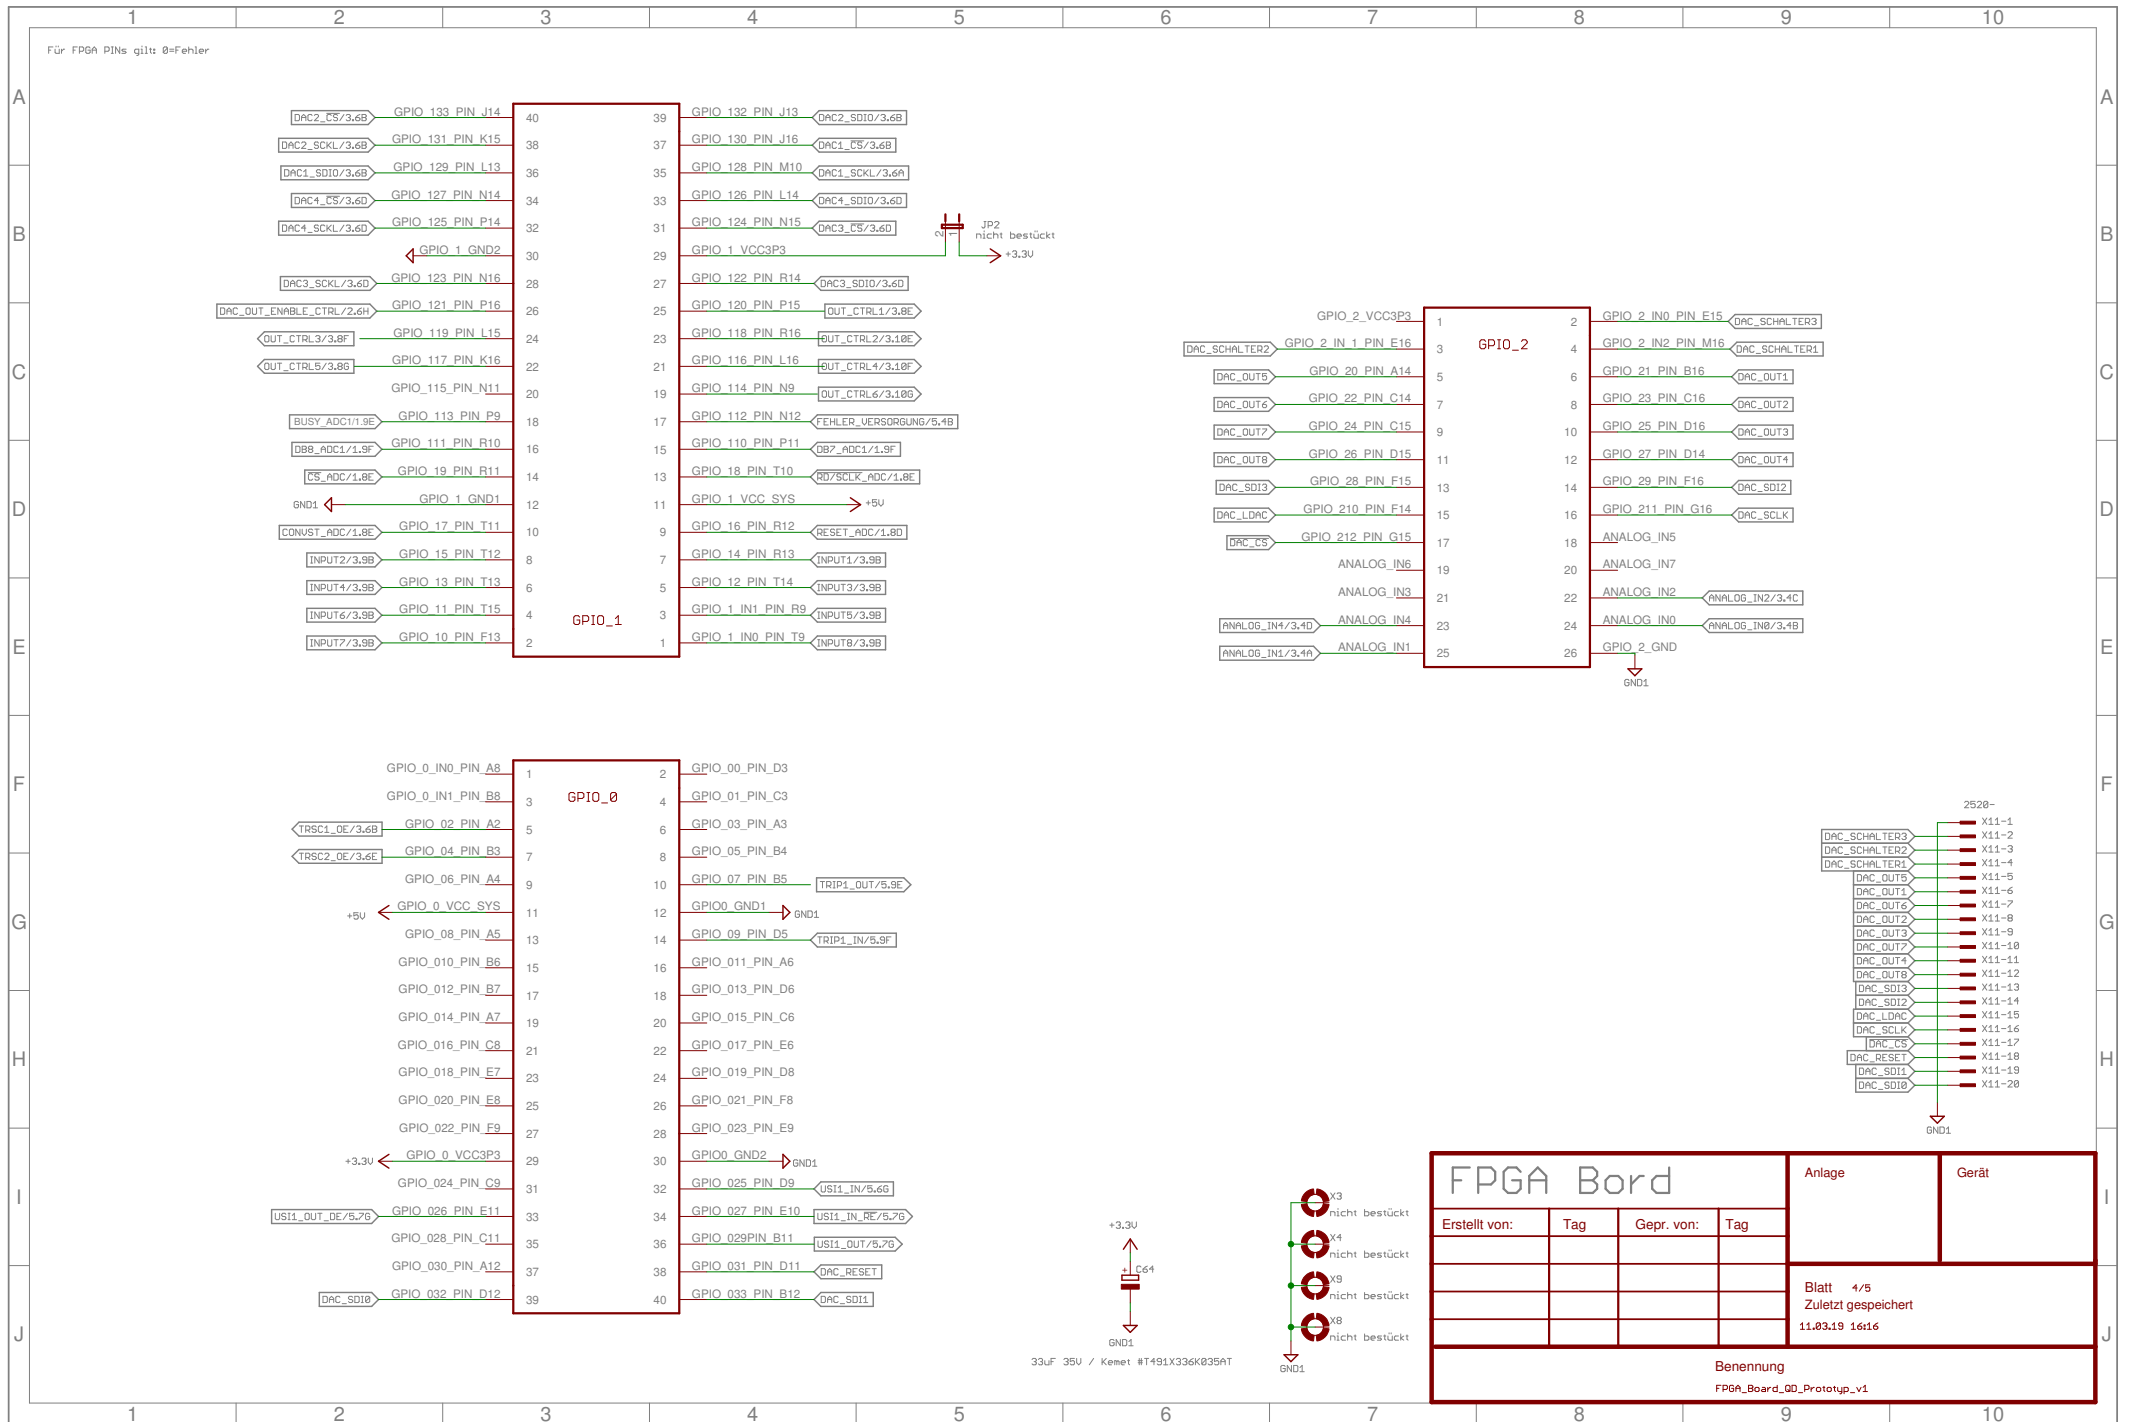 1 2 3 4 5 6 7 8 9 10
Für FPGA PINs gilt: 0=Fehler
A A
B B
C C
D D
E E
F F
G G
H H
I I
J J
DAC2_CS/3.6B GPIO_133_PIN_J14 40 39 GPIO_132_PIN_J13 DAC2_SDIO/3.6B
DAC2_SCKL/3.6B GPIO_131_PIN_K15 38 37 GPIO_130_PIN_J16 DAC1_CS/3.6B
DAC1_SDIO/3.6B GPIO_129_PIN_L13 36 35 GPIO_128_PIN_M10 DAC1_SCKL/3.6A
DAC4_CS/3.6D GPIO_127_PIN_N14 34 33 GPIO_126_PIN_L14 DAC4_SDIO/3.6D
DAC4_SCKL/3.6D GPIO_125_PIN_P14 32 31 GPIO_124_PIN_N15 DAC3_CS/3.6D
GPIO_1_GND2 30 29 GPIO_1_VCC3P3
DAC3_SCKL/3.6D GPIO_123_PIN_N16 28 27 GPIO_122_PIN_R14 DAC3_SDIO/3.6D
DAC_OUT_ENABLE_CTRL/2.6H GPIO_121_PIN_P16 26 25 GPIO_120_PIN_P15 OUT_CTRL1/3.8E
OUT_CTRL3/3.8F GPIO_119_PIN_L15 24 23 GPIO_118_PIN_R16 OUT_CTRL2/3.10E
OUT_CTRL5/3.8G GPIO_117_PIN_K16 22 21 GPIO_116_PIN_L16 OUT_CTRL4/3.10F
GPIO_115_PIN_N11 20 19 GPIO_114_PIN_N9 OUT_CTRL6/3.10G
BUSY_ADC1/1.9E GPIO_113_PIN_P9 18 17 GPIO_112_PIN_N12 FEHLER_VERSORGUNG/5.4B
DB8_ADC1/1.9F GPIO_111_PIN_R10 16 15 GPIO_110_PIN_P11 DB7_ADC1/1.9F
CS_ADC/1.8E GPIO_19_PIN_R11 14 13 GPIO_18_PIN_T10 RD/SCLK_ADC/1.8E
GND1 GPIO_1_GND1 12 11 GPIO_1_VCC_SYS +5V
CONVST_ADC/1.8E GPIO_17_PIN_T11 10 9 GPIO_16_PIN_R12 RESET_ADC/1.8D
INPUT2/3.9B GPIO_15_PIN_T12 8 7 GPIO_14_PIN_R13 INPUT1/3.9B
INPUT4/3.9B GPIO_13_PIN_T13 6 5 GPIO_12_PIN_T14 INPUT3/3.9B
INPUT6/3.9B GPIO_11_PIN_T15 4 3 GPIO_1_IN1_PIN_R9 INPUT5/3.9B
INPUT7/3.9B GPIO_10_PIN_F13 2 1 GPIO_1_IN0_PIN_T9 INPUT8/3.9B
GPIO_1
2 1
JP2
nicht bestückt
+3.3V
GPIO_2_VCC3P3 1 2 GPIO_2_IN0_PIN_E15 DAC_SCHALTER3
DAC_SCHALTER2 GPIO_2_IN_1_PIN_E16 3 4 GPIO_2_IN2_PIN_M16 DAC_SCHALTER1
DAC_OUT5 GPIO_20_PIN_A14 5 6 GPIO_21_PIN_B16 DAC_OUT1
DAC_OUT6 GPIO_22_PIN_C14 7 8 GPIO_23_PIN_C16 DAC_OUT2
DAC_OUT7 GPIO_24_PIN_C15 9 10 GPIO_25_PIN_D16 DAC_OUT3
DAC_OUT8 GPIO_26_PIN_D15 11 12 GPIO_27_PIN_D14 DAC_OUT4
DAC_SDI3 GPIO_28_PIN_F15 13 14 GPIO_29_PIN_F16 DAC_SDI2
DAC_LDAC GPIO_210_PIN_F14 15 16 GPIO_211_PIN_G16 DAC_SCLK
DAC_CS GPIO_212_PIN_G15 17 18 ANALOG_IN5
ANALOG_IN6 19 20 ANALOG_IN7
ANALOG_IN3 21 22 ANALOG_IN2 ANALOG_IN2/3.4C
ANALOG_IN4/3.4D ANALOG_IN4 23 24 ANALOG_IN0 ANALOG_IN0/3.4B
ANALOG_IN1/3.4A ANALOG_IN1 25 26 GPIO_2_GND
GPIO_2
GND1
GPIO_0_IN0_PIN_A8 1 2 GPIO_00_PIN_D3
GPIO_0_IN1_PIN_B8 3 4 GPIO_01_PIN_C3
TRSC1_OE/3.6B GPIO_02_PIN_A2 5 6 GPIO_03_PIN_A3
TRSC2_OE/3.6E GPIO_04_PIN_B3 7 8 GPIO_05_PIN_B4
GPIO_06_PIN_A4 9 10 GPIO_07_PIN_B5 TRIP1_OUT/5.9E
+5V GPIO_0_VCC_SYS 11 12 GPIO0_GND1 GND1
GPIO_08_PIN_A5 13 14 GPIO_09_PIN_D5 TRIP1_IN/5.9F
GPIO_010_PIN_B6 15 16 GPIO_011_PIN_A6
GPIO_012_PIN_B7 17 18 GPIO_013_PIN_D6
GPIO_014_PIN_A7 19 20 GPIO_015_PIN_C6
GPIO_016_PIN_C8 21 22 GPIO_017_PIN_E6
GPIO_018_PIN_E7 23 24 GPIO_019_PIN_D8
GPIO_020_PIN_E8 25 26 GPIO_021_PIN_F8
GPIO_022_PIN_F9 27 28 GPIO_023_PIN_E9
+3.3V GPIO_0_VCC3P3 29 30 GPIO0_GND2 GND1
GPIO_024_PIN_C9 31 32 GPIO_025_PIN_D9 USI1_IN/5.6G
USI1_OUT_DE/5.7G GPIO_026_PIN_E11 33 34 GPIO_027_PIN_E10 USI1_IN_RE/5.7G
GPIO_028_PIN_C11 35 36 GPIO_029PIN_B11 USI1_OUT/5.7G
GPIO_030_PIN_A12 37 38 GPIO_031_PIN_D11 DAC_RESET
DAC_SDI0 GPIO_032_PIN_D12 39 40 GPIO_033_PIN_B12 DAC_SDI1
GPIO_0
2520-
X11-1
DAC_SCHALTER3 X11-2
DAC_SCHALTER2 X11-3
DAC_SCHALTER1 X11-4
DAC_OUT5 X11-5
DAC_OUT1 X11-6
DAC_OUT6 X11-7
DAC_OUT2 X11-8
DAC_OUT3 X11-9
DAC_OUT7 X11-10
DAC_OUT4 X11-11
DAC_OUT8 X11-12
DAC_SDI3 X11-13
DAC_SDI2 X11-14
DAC_LDAC X11-15
DAC_SCLK X11-16
DAC_CS X11-17
DAC_RESET X11-18
DAC_SDI1 X11-19
DAC_SDI0 X11-20
GND1
+3.3V
+ C64
GND1
33uF 35V / Kemet #T491X336K035AT
X3
nicht bestückt
X4
nicht bestückt
X9
nicht bestückt
X8
nicht bestückt
GND1
FPGA Bord
Anlage Gerät
Erstellt von: Tag Gepr. von: Tag
Blatt 4/5
Zuletzt gespeichert
11.03.19 16:16
Benennung
FPGA_Board_QD_Prototyp_v1
1 2 3 4 5 6 7 8 9 10